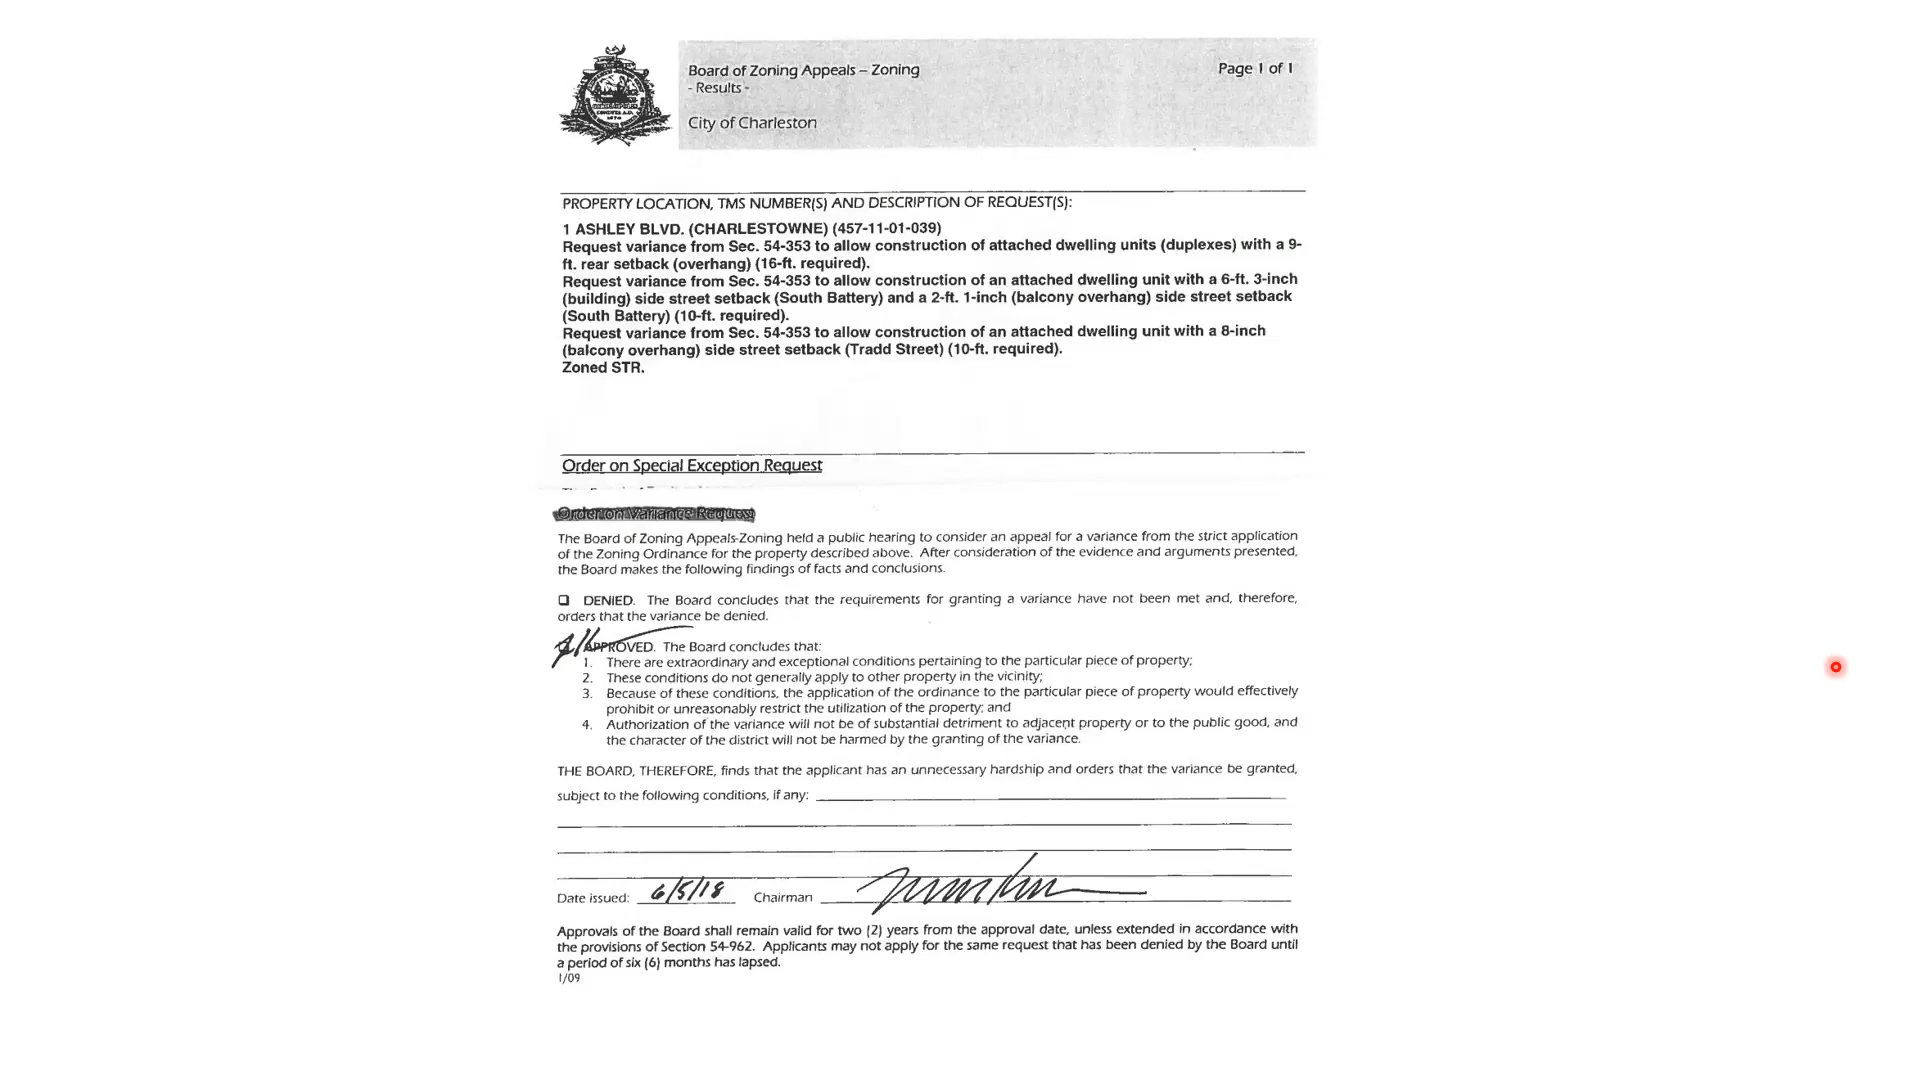 Board of Zoning Appeals – Zoning
Page 1 of 1
- Results -
City of Charleston
PROPERTY LOCATION, TMS NUMBER(S) AND DESCRIPTION OF REQUEST(S):
1 ASHLEY BLVD. (CHARLESTOWNE) (457-11-01-039)
Request variance from Sec. 54-353 to allow construction of attached dwelling units (duplexes) with a 9-
ft. rear setback (overhang) (16-ft. required).
Request variance from Sec. 54-353 to allow construction of an attached dwelling unit with a 6-ft. 3-inch
(building) side street setback (South Battery) and a 2-ft. 1-inch (balcony overhang) side street setback
(South Battery) (10-ft. required).
Request variance from Sec. 54-353 to allow construction of an attached dwelling unit with a 8-inch
(balcony overhang) side street setback (Tradd Street) (10-ft. required).
Zoned STR.
Order on Special Exception Request
Order on Variance Request
The Board of Zoning Appeals-Zoning held a public hearing to consider an appeal for a variance from the strict application
of the Zoning Ordinance for the property described above. After consideration of the evidence and arguments presented,
the Board makes the following findings of facts and conclusions.
DENIED. The Board concludes that the requirements for granting a variance have not been met and, therefore,
orders that the variance be denied.
APPROVED. The Board concludes that:
1. There are extraordinary and exceptional conditions pertaining to the particular piece of property;
2. These conditions do not generally apply to other property in the vicinity;
3. Because of these conditions, the application of the ordinance to the particular piece of property would effectively
prohibit or unreasonably restrict the utilization of the property; and
4. Authorization of the variance will not be of substantial detriment to adjacent property or to the public good, and
the character of the district will not be harmed by the granting of the variance.
THE BOARD, THEREFORE, finds that the applicant has an unnecessary hardship and orders that the variance be granted,
subject to the following conditions, if any:
Date issued: 6/5/18 Chairman
Approvals of the Board shall remain valid for two (2) years from the approval date, unless extended in accordance with
the provisions of Section 54-962. Applicants may not apply for the same request that has been denied by the Board until
a period of six (6) months has lapsed.
1/09